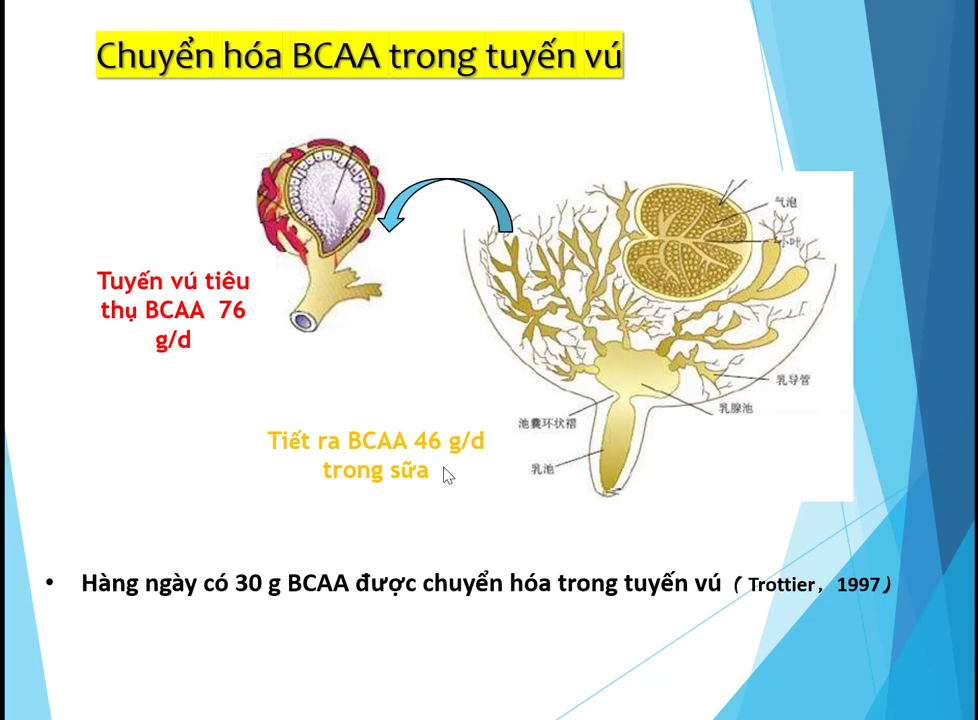 Chuyển hóa BCAA trong tuyến vú
Tuyến vú tiêu
thụ BCAA 76
g/d
气泡
小叶
乳导管
乳腺池
池囊环状褶
乳池
Tiết ra BCAA 46 g/d
trong sữa
• Hàng ngày có 30 g BCAA được chuyển hóa trong tuyến vú ( Trottier，1997)